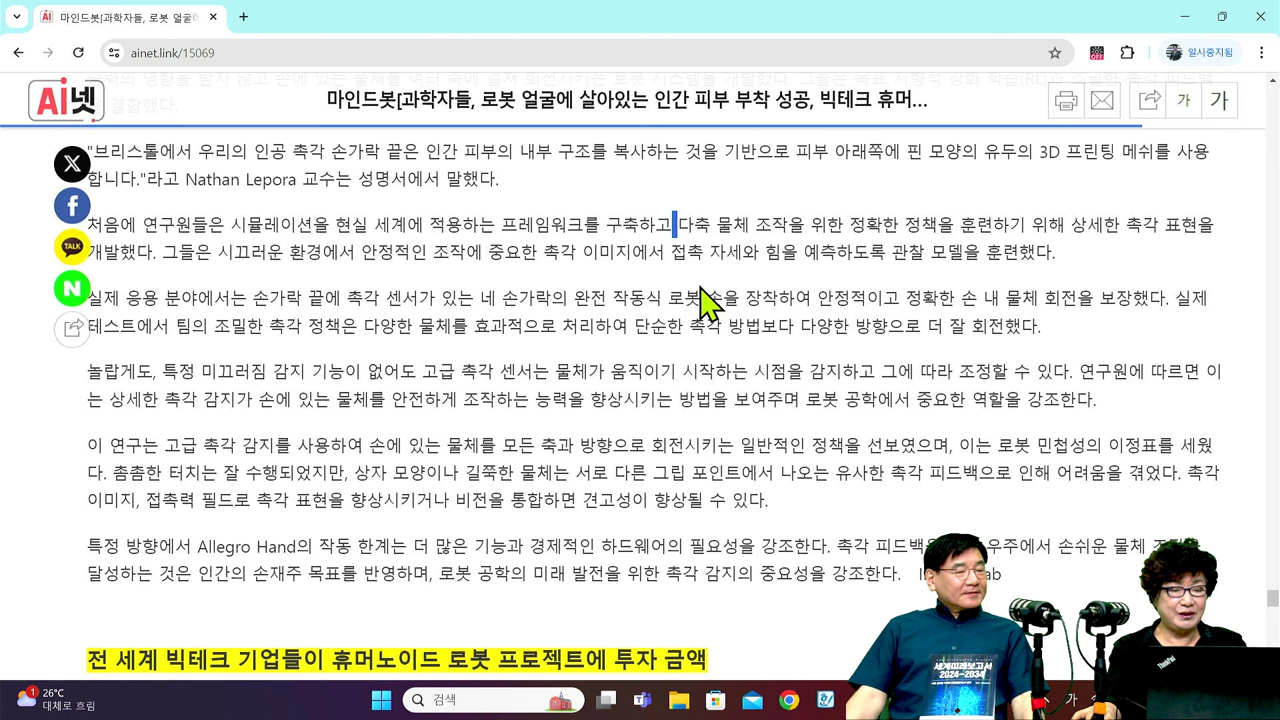 마인드봇[과학자들, 로봇 얼굴에
ainet.link/15069
일시중지됨
Ai넷
마인드봇[과학자들, 로봇 얼굴에 살아있는 인간 피부 부착 성공, 빅테크 휴머...
가 가
"브리스톨에서 우리의 인공 촉각 손가락 끝은 인간 피부의 내부 구조를 복사하는 것을 기반으로 피부 아래쪽에 핀 모양의 유두의 3D 프린팅 메쉬를 사용
합니다."라고 Nathan Lepora 교수는 성명서에서 말했다.
처음에 연구원들은 시뮬레이션을 현실 세계에 적용하는 프레임워크를 구축하고 다축 물체 조작을 위한 정확한 정책을 훈련하기 위해 상세한 촉각 표현을
개발했다. 그들은 시끄러운 환경에서 안정적인 조작에 중요한 촉각 이미지에서 접촉 자세와 힘을 예측하도록 관찰 모델을 훈련했다.
TALK
실제 응용 분야에서는 손가락 끝에 촉각 센서가 있는 네 손가락의 완전 작동식 로봇 손을 장착하여 안정적이고 정확한 손 내 물체 회전을 보장했다. 실제
테스트에서 팀의 조밀한 촉각 정책은 다양한 물체를 효과적으로 처리하여 단순한 촉각 방법보다 다양한 방향으로 더 잘 회전했다.
놀랍게도, 특정 미끄러짐 감지 기능이 없어도 고급 촉각 센서는 물체가 움직이기 시작하는 시점을 감지하고 그에 따라 조정할 수 있다. 연구원에 따르면 이
는 상세한 촉각 감지가 손에 있는 물체를 안전하게 조작하는 능력을 향상시키는 방법을 보여주며 로봇 공학에서 중요한 역할을 강조한다.
이 연구는 고급 촉각 감지를 사용하여 손에 있는 물체를 모든 축과 방향으로 회전시키는 일반적인 정책을 선보였으며, 이는 로봇 민첩성의 이정표를 세웠
다. 촘촘한 터치는 잘 수행되었지만, 상자 모양이나 길쭉한 물체는 서로 다른 그립 포인트에서 나오는 유사한 촉각 피드백으로 인해 어려움을 겪었다. 촉각
이미지, 접촉력 필드로 촉각 표현을 향상시키거나 비전을 통합하면 견고성이 향상될 수 있다.
특정 방향에서 Allegro Hand의 작동 한계는 더 많은 기능과 경제적인 하드웨어의 필요성을 강조한다. 촉각 우주에서 손쉬운 물체
달성하는 것은 인간의 손재주 목표를 반영하며, 로봇 공학의 미래 발전을 위한 촉각 감지의 중요성을 강조한다.
전 세계 빅테크 기업들이 휴머노이드 로봇 프로젝트에 투자 금액
세계미래보고서
2024-2034
ThinkPad
1
26°C
대체로 흐림
검색
가